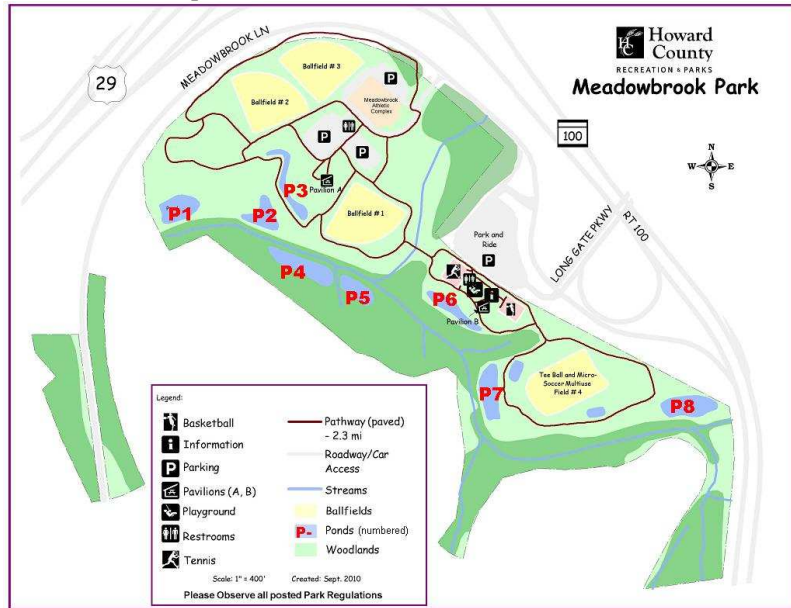 Howard
County
RECREATION & PARKS
Meadowbrook Park
29
MEADOWBROOK LN
Ballfield # 3
Ballfield # 2
Meadowbrook
Athletic
Complex
P
P
P
100
N
W E
S
P1
P2
P3
Pavilion A
Ballfield # 1
Park and
Ride
P
LONG GATE PKWY
RT 100
P4
P5
P6
Pavilion B
P7
Tee Ball and Micro-
Soccer Multiuse
Field # 4
P8
Legend:
Basketball
Information
Parking
Pavilions (A, B)
Playground
Restrooms
Tennis
Pathway (paved)
- 2.3 mi
Roadway/Car
Access
Streams
Ballfields
P- Ponds (numbered)
Woodlands
Scale: 1" = 400' Created: Sept. 2010
Please Observe all posted Park Regulations